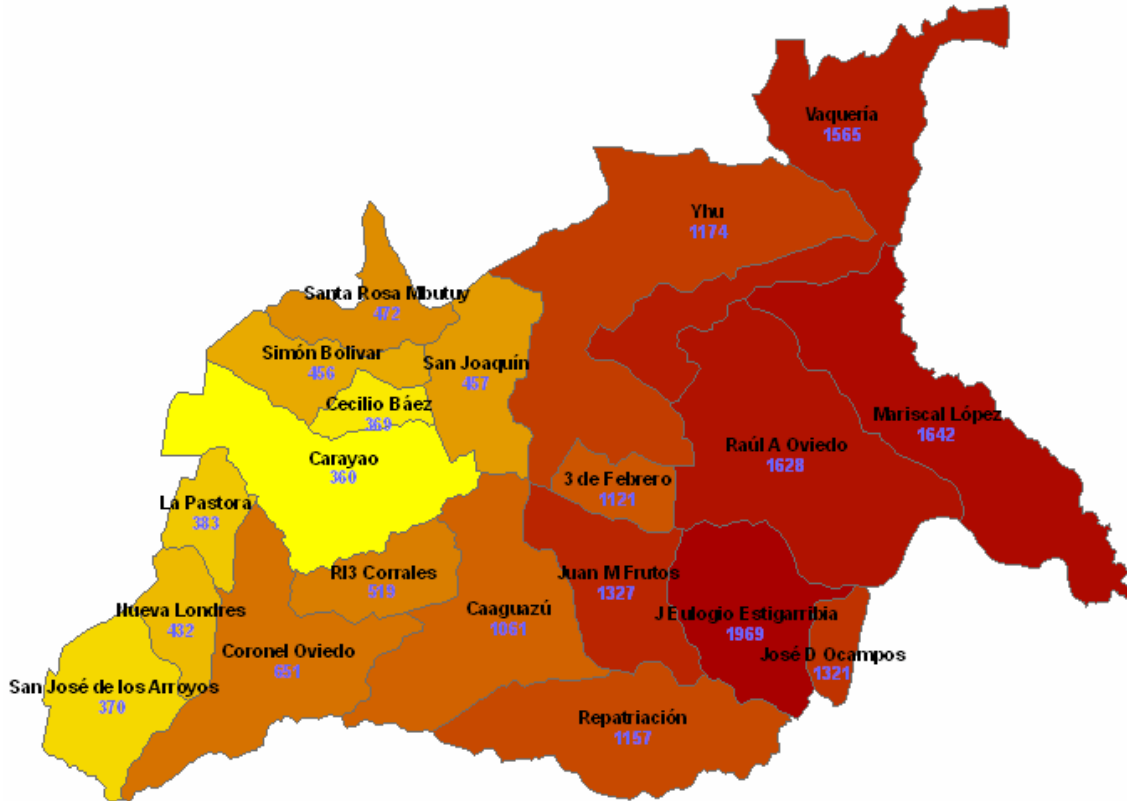 Vaquería
1565
Yhu
1174
Santa Rosa Mbutuy
472
Simón Bolivar
456
San Joaquín
457
Cecilio Báez
369
Mariscal López
1642
Raúl A Oviedo
1628
Carayao
360
3 de Febrero
1121
La Pastora
383
RI3 Corrales
519
Juan M Frutos
1327
Nueva Londres
432
Caaguazú
1061
J Eulogio Estigarribia
1969
Coronel Oviedo
651
José D Ocampos
1321
San José de los Arroyos
370
Repatriación
1157